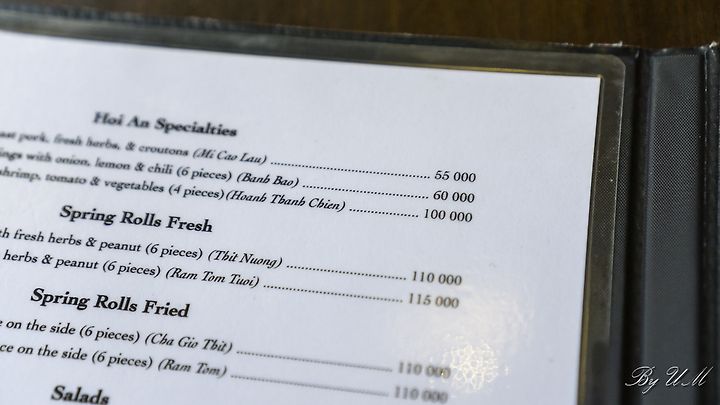 Hoi An Specialties
ast pork, fresh herbs, & croutons (Mi Cao Lau) ........ 55 000
ings with onion, lemon & chili (6 pieces) (Banh Bao) ........ 60 000
shrimp, tomato & vegetables (4 pieces)(Hoanh Thanh Chien) ........ 100 000
Spring Rolls Fresh
th fresh herbs & peanut (6 pieces) (Thit Nuong) ........ 110 000
herbs & peanut (6 pieces) (Ram Tom Tuoi) ........ 115 000
Spring Rolls Fried
e on the side (6 pieces) (Cha Gio Thit) ........ 110 000
ce on the side (6 pieces) (Ram Tom) ........ 110 000
Salads
By UM